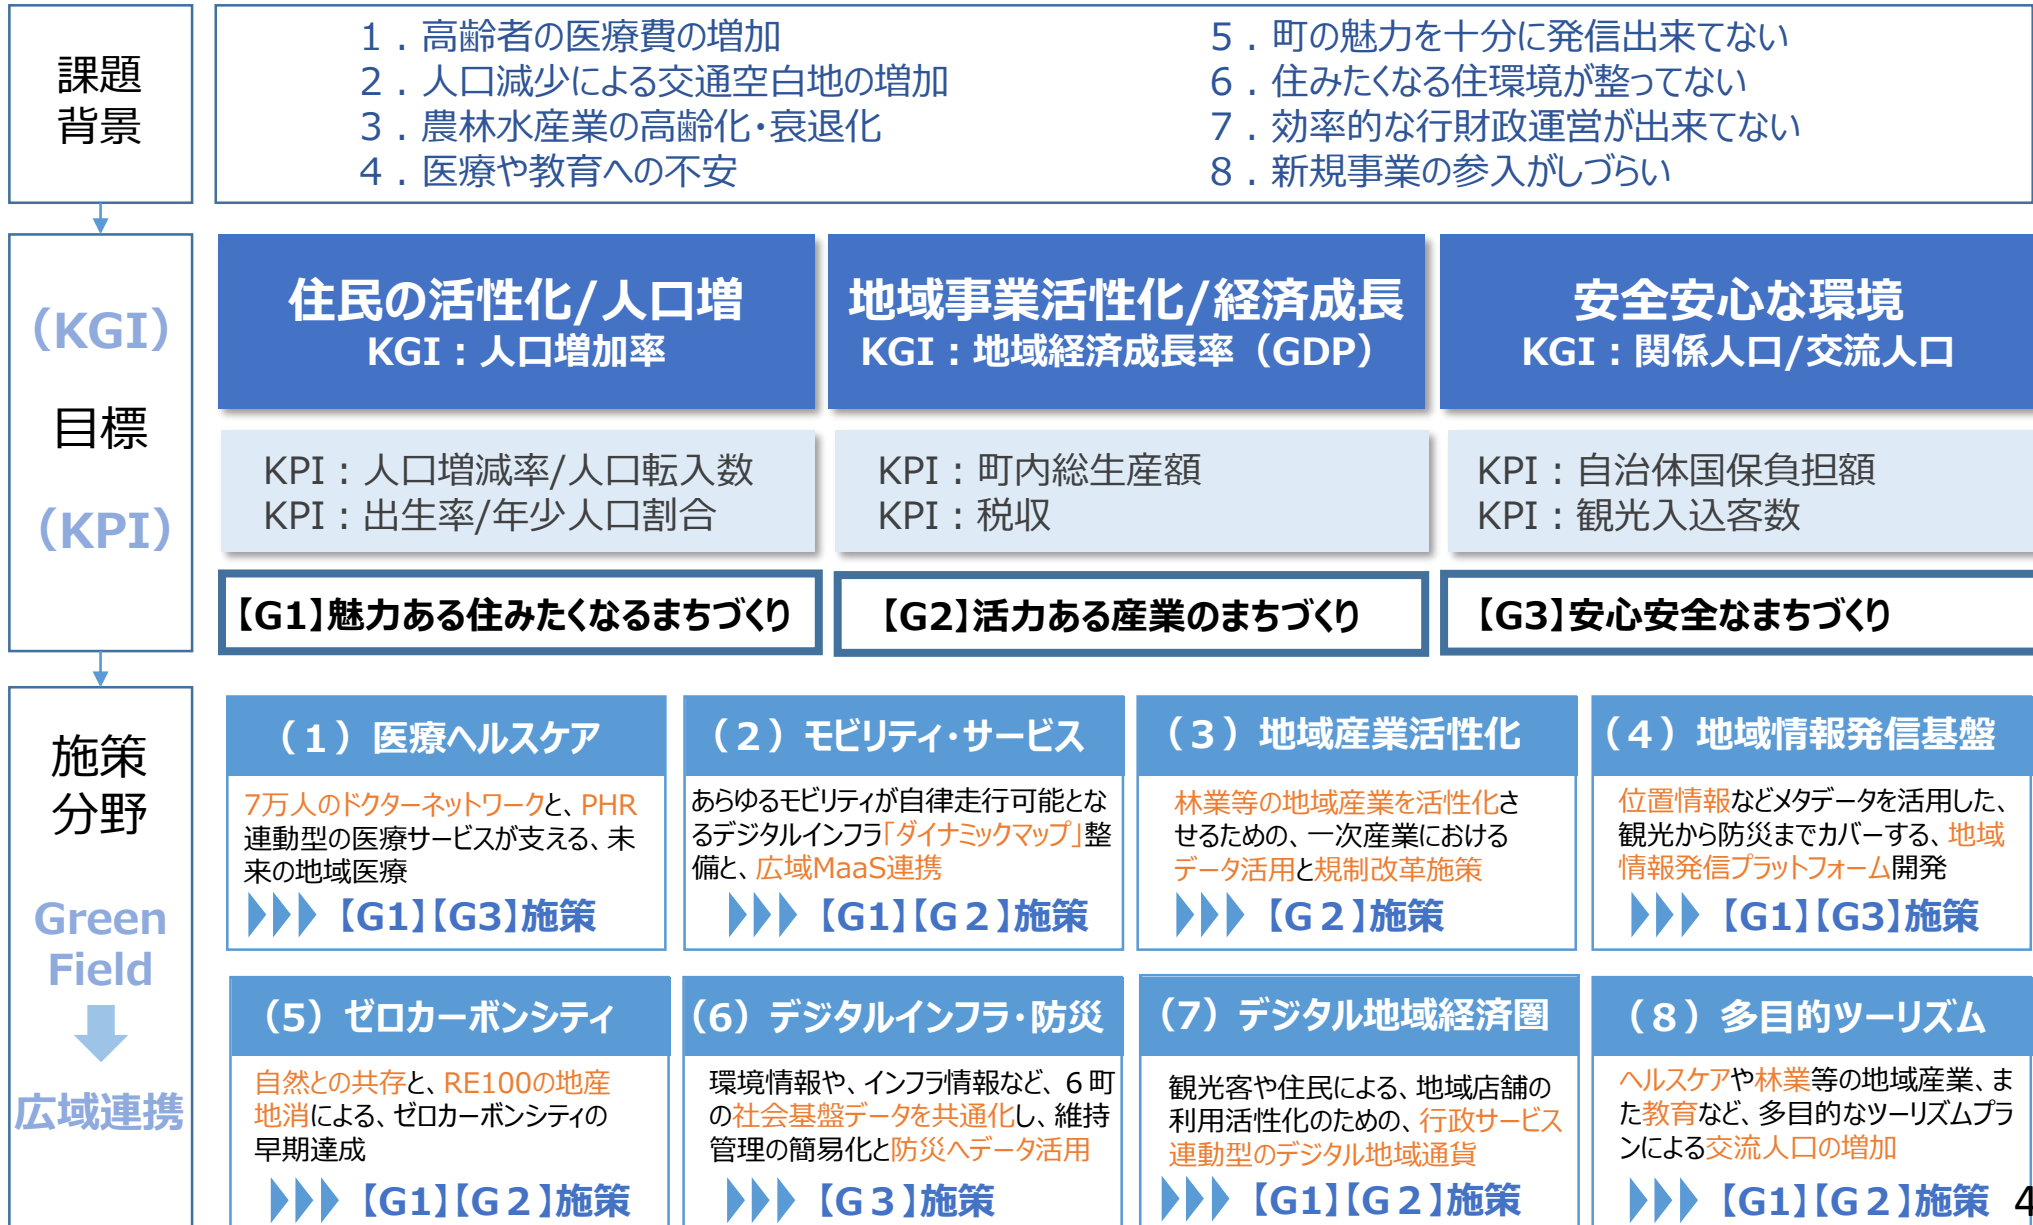 課題
背景
１．高齢者の医療費の増加
２．人口減少による交通空白地の増加
３．農林水産業の高齢化・衰退化
４．医療や教育への不安
５．町の魅力を十分に発信出来てない
６．住みたくなる住環境が整ってない
７．効率的な行財政運営が出来てない
８．新規事業の参入がしづらい
（KGI）
目標
（KPI）
住民の活性化/人口増
KGI：人口増加率
地域事業活性化/経済成長
KGI：地域経済成長率（GDP）
安全安心な環境
KGI：関係人口/交流人口
KPI：人口増減率/人口転入数
KPI：出生率/年少人口割合
KPI：町内総生産額
KPI：税収
KPI：自治体国保負担額
KPI：観光入込客数
【G1】魅力ある住みたくなるまちづくり
【G2】活力ある産業のまちづくり
【G3】安心安全なまちづくり
施策
分野
Green
Field
広域連携
（１）医療ヘルスケア
7万人のドクターネットワークと、PHR
連動型の医療サービスが支える、未
来の地域医療
【G1】【G3】施策
（２）モビリティ・サービス
あらゆるモビリティが自律走行可能とな
るデジタルインフラ「ダイナミックマップ」整
備と、広域MaaS連携
【G1】【G２】施策
（３）地域産業活性化
林業等の地域産業を活性化さ
せるための、一次産業における
データ活用と規制改革施策
【G２】施策
（４）地域情報発信基盤
位置情報などメタデータを活用した、
観光から防災までカバーする、地域
情報発信プラットフォーム開発
【G1】【G3】施策
（5）ゼロカーボンシティ
自然との共存と、RE100の地産
地消による、ゼロカーボンシティの
早期達成
【G1】【G２】施策
（6）デジタルインフラ・防災
環境情報や、インフラ情報など、６町
の社会基盤データを共通化し、維持
管理の簡易化と防災へデータ活用
【G３】施策
（7）デジタル地域経済圏
観光客や住民による、地域店舗の
利用活性化のための、行政サービス
連動型のデジタル地域通貨
【G1】【G２】施策
（８）多目的ツーリズム
ヘルスケアや林業等の地域産業、ま
た教育など、多目的なツーリズムプラ
ンによる交流人口の増加
【G1】【G２】施策
4